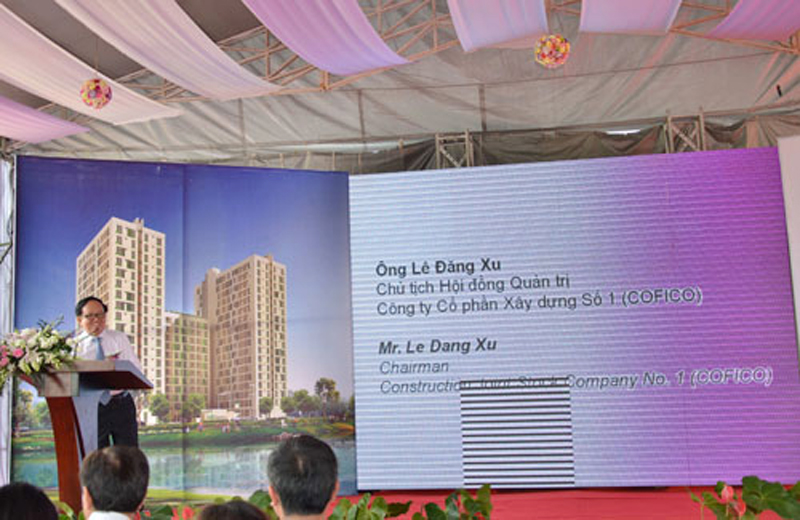 Ông Lê Đăng Xu
Chủ tịch Hội đồng Quản trị
Công ty Cổ phần Xây dựng Số 1 (COFICO)
Mr. Le Dang Xu
Chairman
Construction Joint Stock Company No. 1 (COFICO)